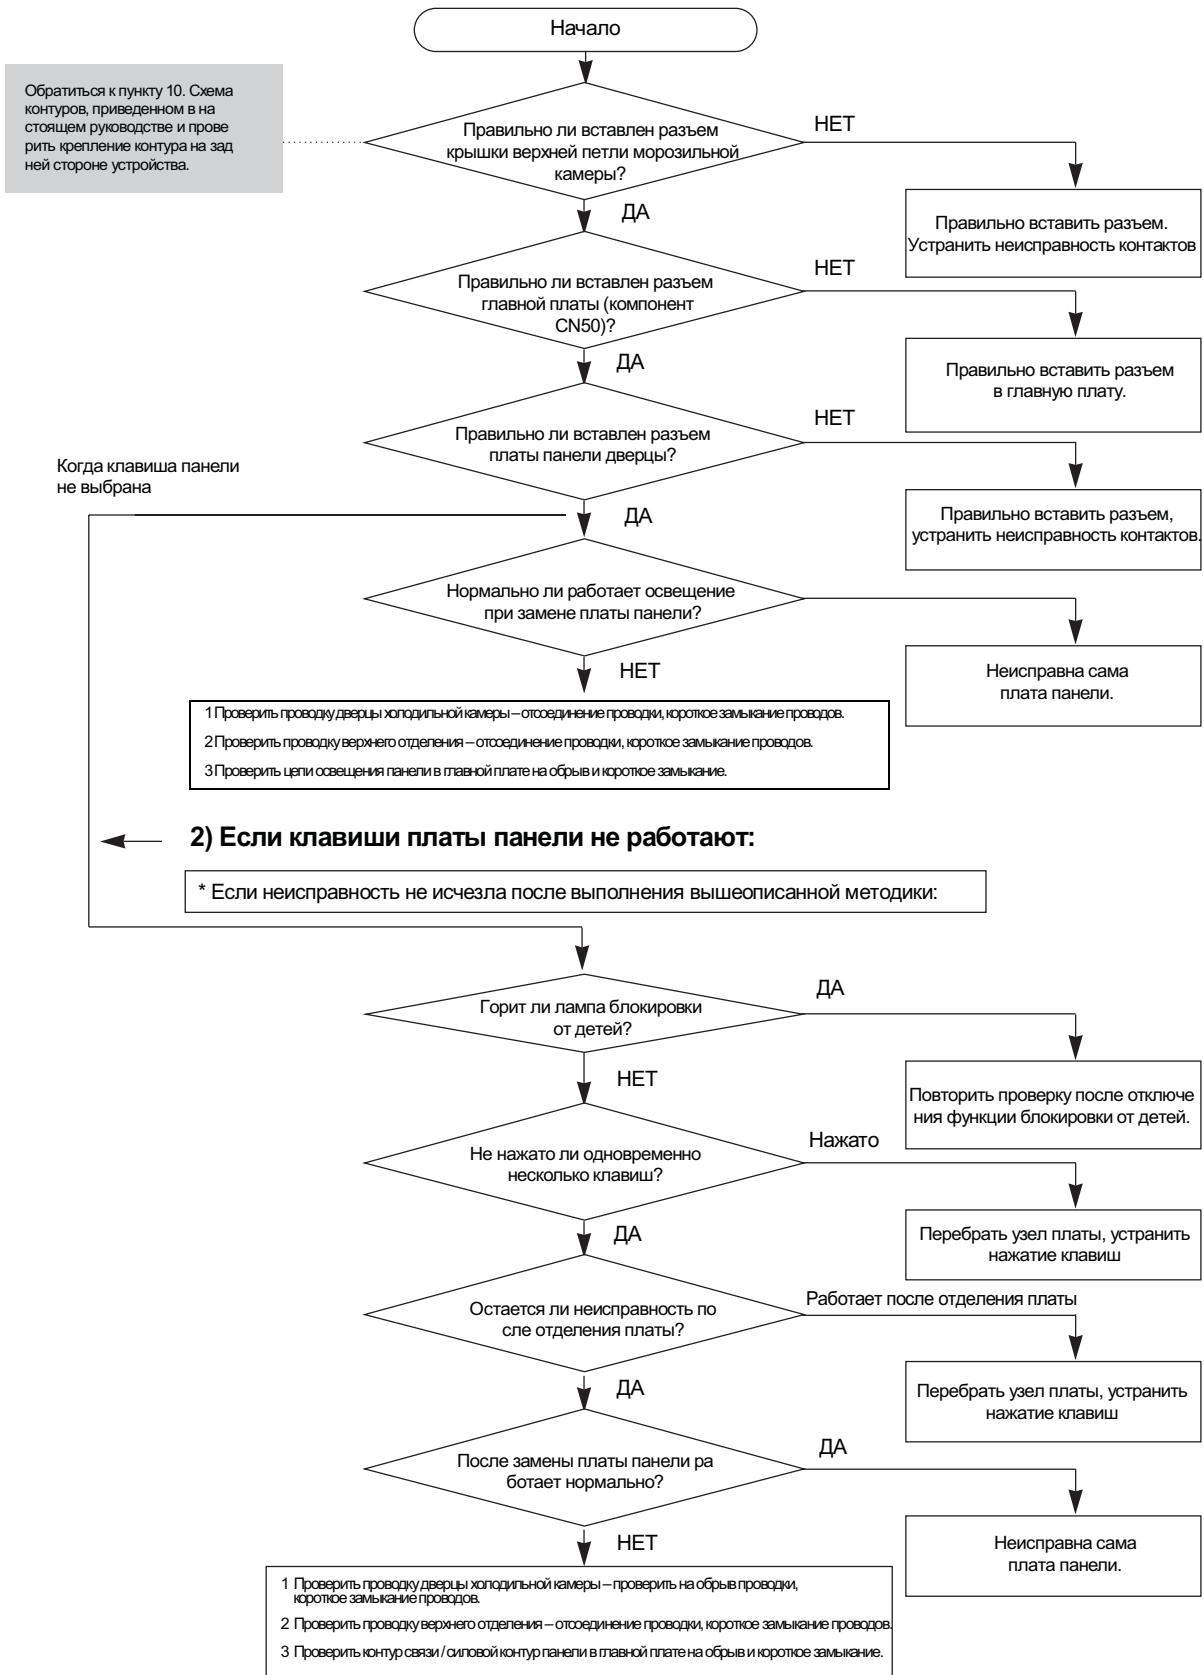 Начало
Обратиться к пункту 10. Схема
контуров, приведенном в на
стоящем руководстве и прове
рить крепление контура на зад
ней стороне устройства.
Правильно ли вставлен разъем
крышки верхней петли морозильной
камеры?
НЕТ
Правильно вставить разъем.
Устранить неисправность контактов
ДА
Правильно ли вставлен разъем
главной платы (компонент
CN50)?
НЕТ
Правильно вставить разъем
в главную плату.
ДА
Правильно ли вставлен разъем
платы панели дверцы?
НЕТ
Правильно вставить разъем,
устранить неисправность контактов.
Когда клавиша панели
не выбрана
ДА
Нормально ли работает освещение
при замене платы панели?
Неисправна сама
плата панели.
НЕТ
1 Проверить проводку дверцы холодильной камеры – отсоединение проводки, короткое замыкание проводов.
2 Проверить проводку верхнего отделения – отсоединение проводки, короткое замыкание проводов.
3 Проверить цепи освещения панели в главной плате на обрыв и короткое замыкание.
2) Если клавиши платы панели не работают:
* Если неисправность не исчезла после выполнения вышеописанной методики:
Горит ли лампа блокировки
от детей?
ДА
Повторить проверку после отключе
ния функции блокировки от детей.
НЕТ
Не нажато ли одновременно
несколько клавиш?
Нажато
Перебрать узел платы, устранить
нажатие клавиш
ДА
Остается ли неисправность по
сле отделения платы?
Работает после отделения платы
Перебрать узел платы, устранить
нажатие клавиш
ДА
После замены платы панели ра
ботает нормально?
ДА
Неисправна сама
плата панели.
НЕТ
1 Проверить проводку дверцы холодильной камеры – проверить на обрыв проводки,
короткое замыкание проводов.
2 Проверить проводку верхнего отделения – отсоединение проводки, короткое замыкание проводов.
3 Проверить контур связи / силовой контур панели в главной плате на обрыв и короткое замыкание.